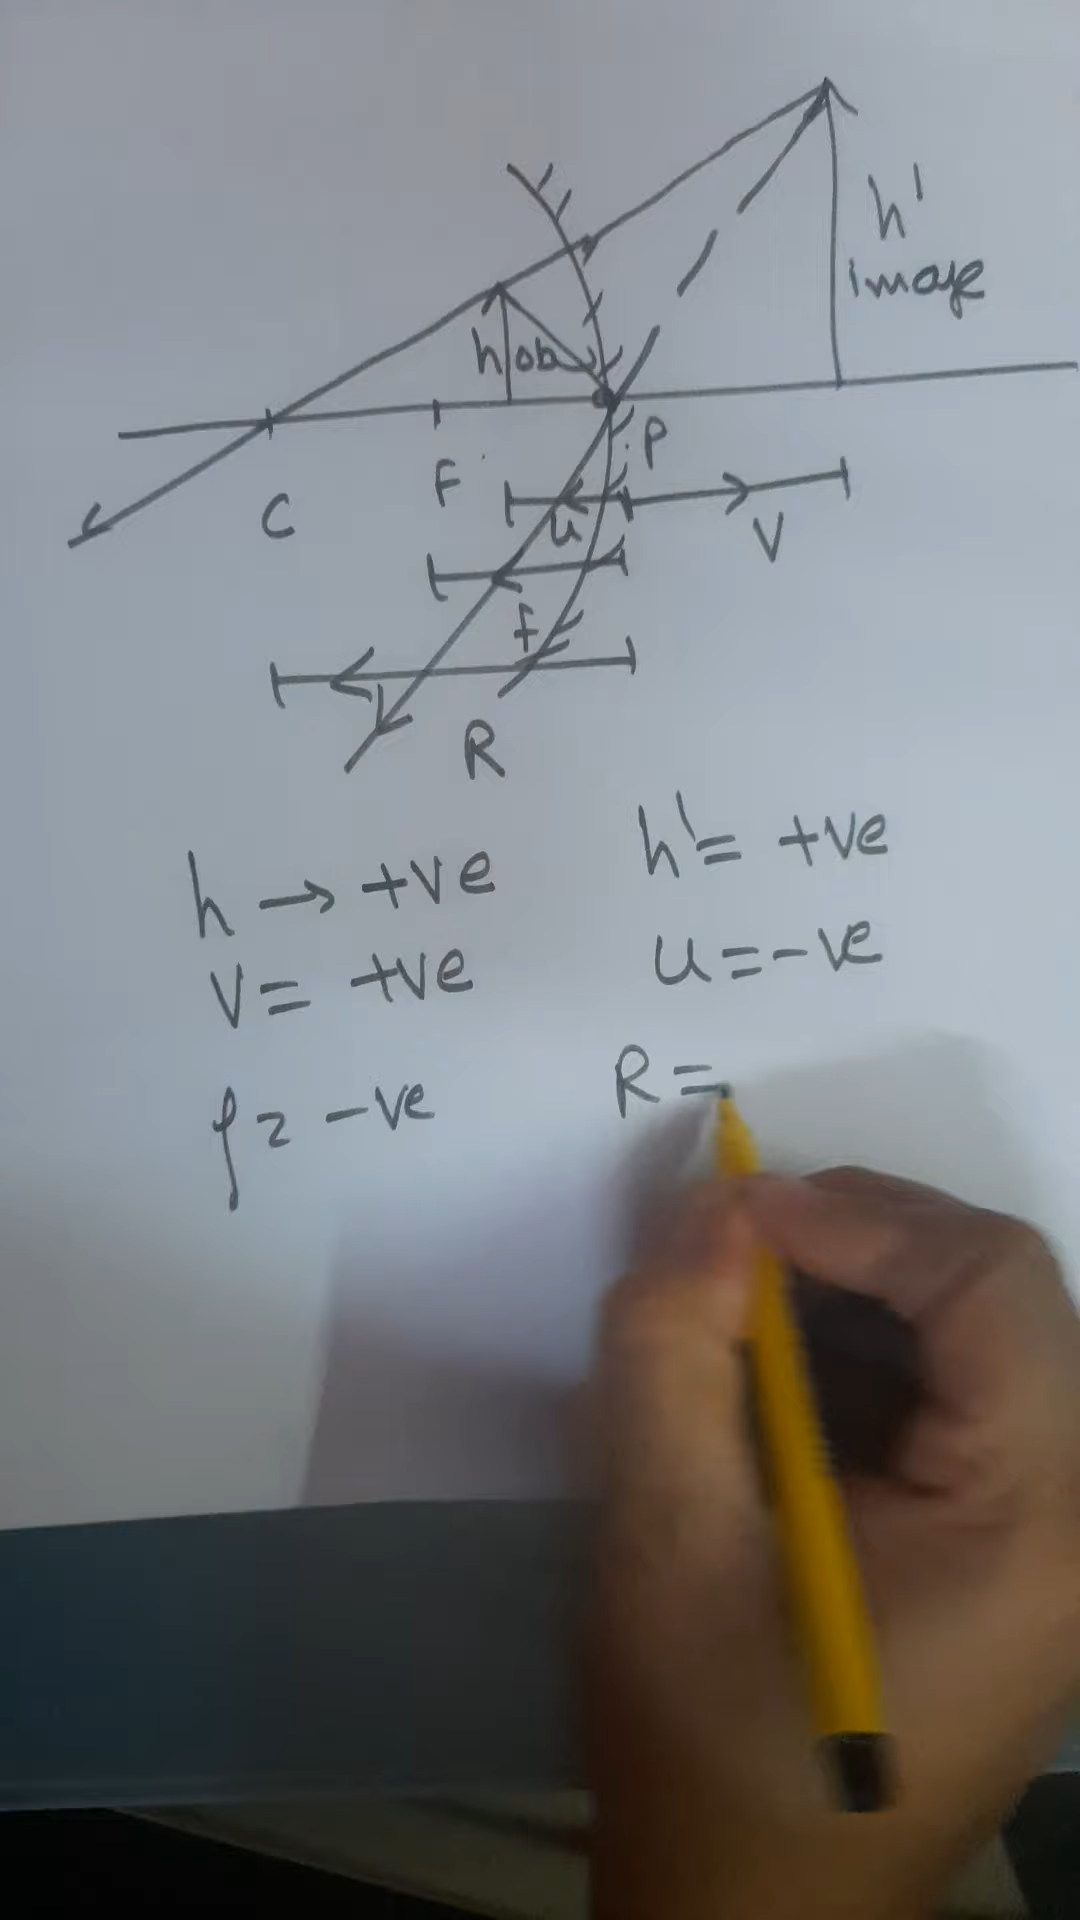 h'
image
h ob
P
F
C
u
V
f
R
h → +ve
h' = +ve
V = +ve
u = -ve
f = -ve
R =